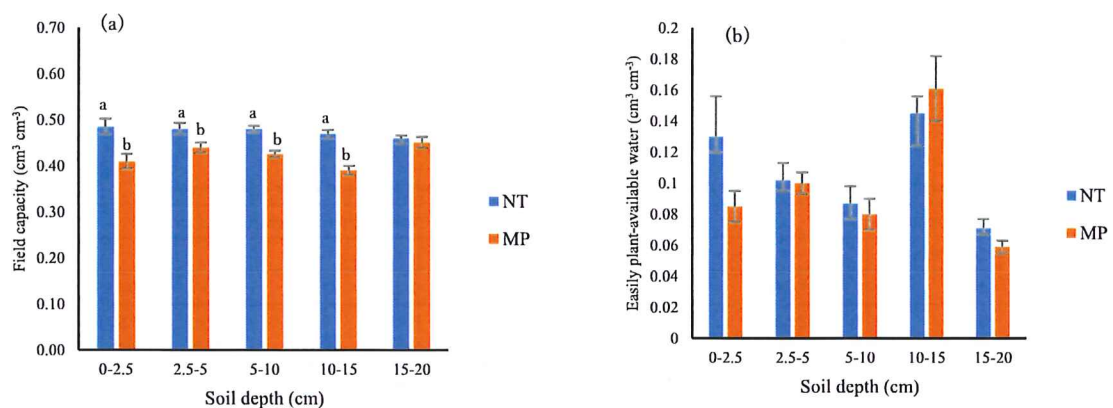 (a)
0.70
0.60
0.50
0.40
0.30
0.20
0.10
0.00
Field capacity (cm³ cm⁻³)
a
b
a
b
a
b
a
b
0-2.5
2.5-5
5-10
10-15
15-20
Soil depth (cm)
NT
MP
(b)
0.2
0.18
0.16
0.14
0.12
0.1
0.08
0.06
0.04
0.02
0
Easily plant-available water (cm³ cm⁻³)
0-2.5
2.5-5
5-10
10-15
15-20
Soil depth (cm)
NT
MP